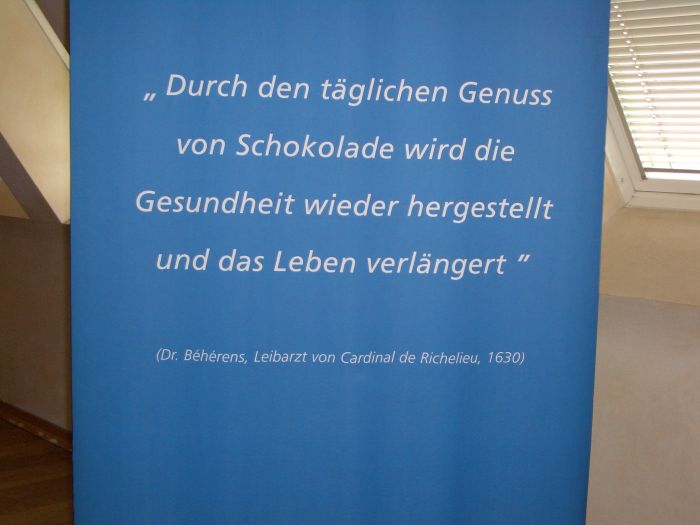 „ Durch den täglichen Genuss
von Schokolade wird die
Gesundheit wieder hergestellt
und das Leben verlängert ”
(Dr. Béhérens, Leibarzt von Cardinal de Richelieu, 1630)